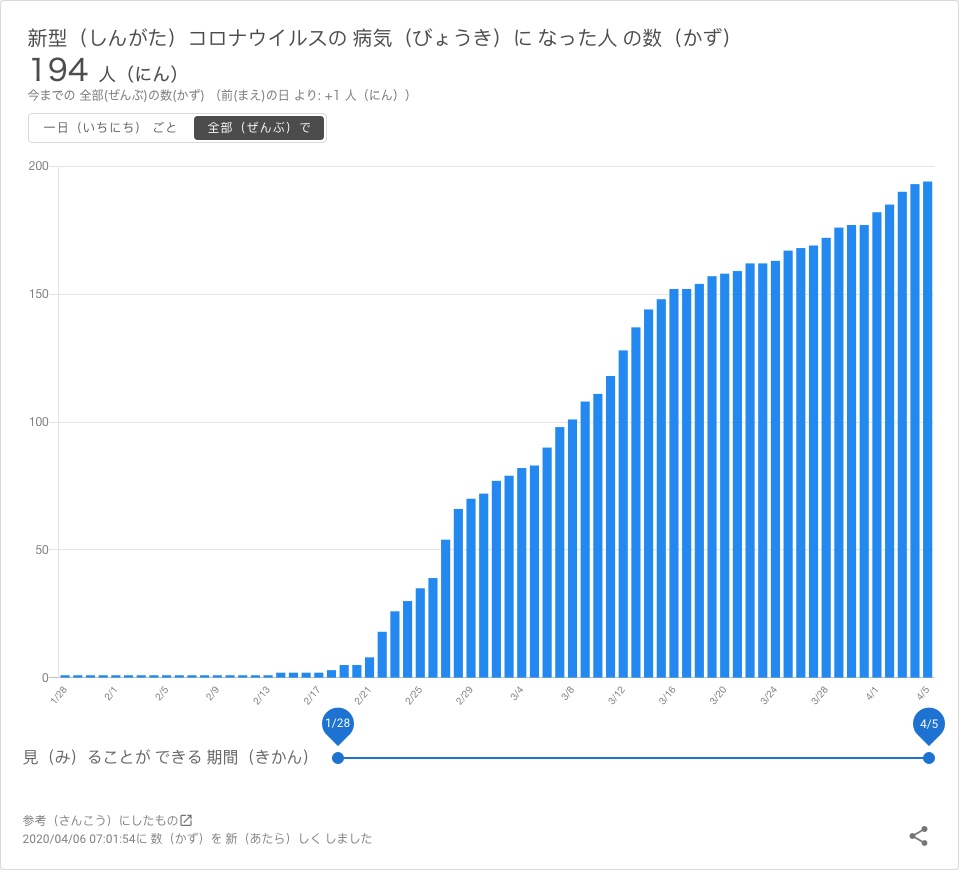 新型（しんがた）コロナウイルスの 病気（びょうき）に なった人 の数（かず）
194 人（にん）
今までの 全部(ぜんぶ)の数(かず) （前(まえ)の日 より: +1 人（にん））
一日（いちにち） ごと 全部（ぜんぶ）で
200
150
100
50
0
1/28 2/1 2/5 2/9 2/13 2/17 2/21 2/25 2/29 3/4 3/8 3/12 3/16 3/20 3/24 3/28 4/1 4/5
1/28 4/5
見（み）ることが できる 期間（きかん）
参考（さんこう）にしたもの
2020/04/06 07:01:54に 数（かず）を 新（あたら）しく しました